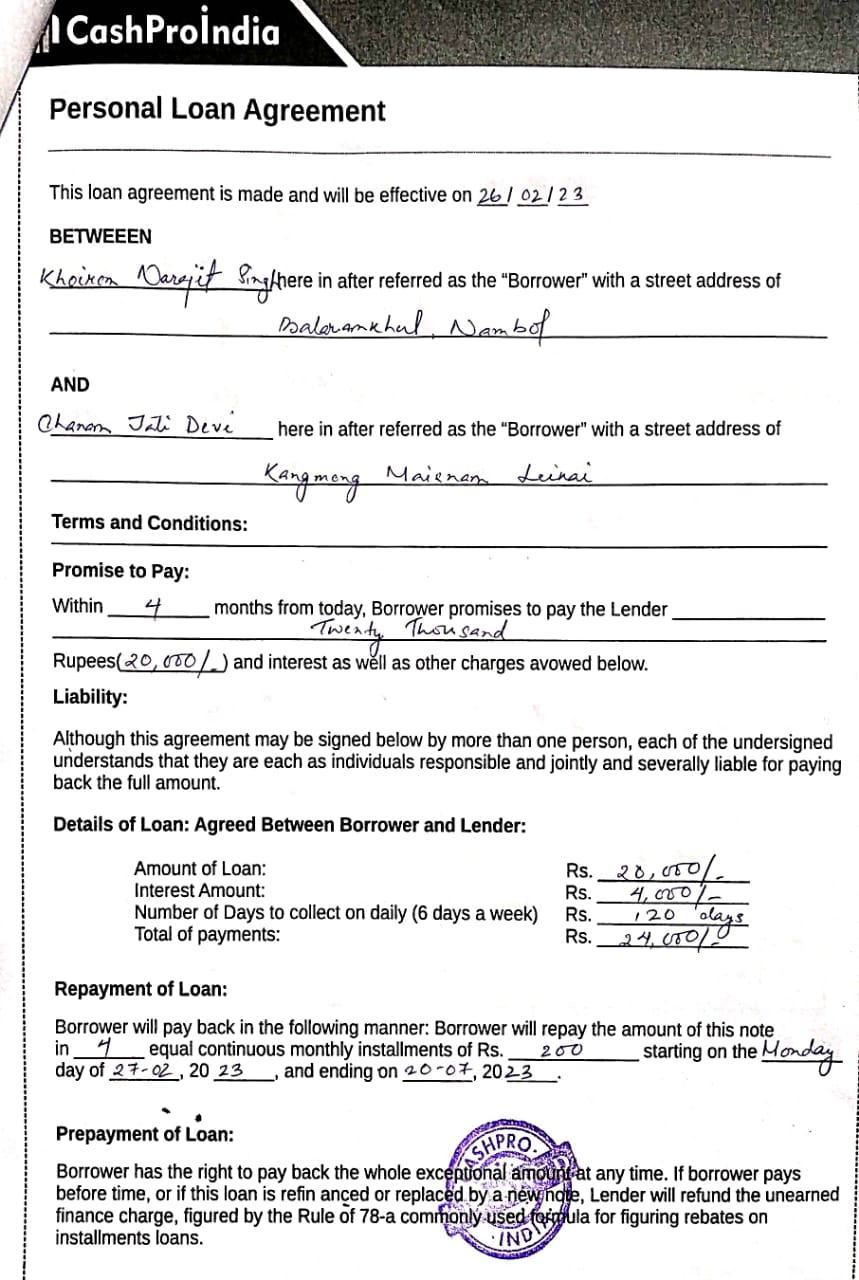 CashProIndia
Personal Loan Agreement
This loan agreement is made and will be effective on 26/ 02/ 23
BETWEEEN
Khoirom Narajit Singh here in after referred as the “Borrower” with a street address of
Balaramkhul, Nambol
AND
Chanam Jati Devi here in after referred as the “Borrower” with a street address of
Kangmong Maisnam Leikai
Terms and Conditions:
Promise to Pay:
Within 4 months from today, Borrower promises to pay the Lender
Twenty Thousand
Rupees(20,000/-) and interest as well as other charges avowed below.
Liability:
Although this agreement may be signed below by more than one person, each of the undersigned
understands that they are each as individuals responsible and jointly and severally liable for paying
back the full amount.
Details of Loan: Agreed Between Borrower and Lender:
Amount of Loan: Rs. 20,000/-
Interest Amount: Rs. 4,000/-
Number of Days to collect on daily (6 days a week) Rs. 120 days
Total of payments: Rs. 24,000/-
Repayment of Loan:
Borrower will pay back in the following manner: Borrower will repay the amount of this note
in 4 equal continuous monthly installments of Rs. 200 starting on the Monday
day of 27-02, 20 23, and ending on 20-07, 2023.
Prepayment of Loan:
Borrower has the right to pay back the whole exceptional amount at any time. If borrower pays
before time, or if this loan is refin anced or replaced by a new note, Lender will refund the unearned
finance charge, figured by the Rule of 78-a commonly used formula for figuring rebates on
installments loans.